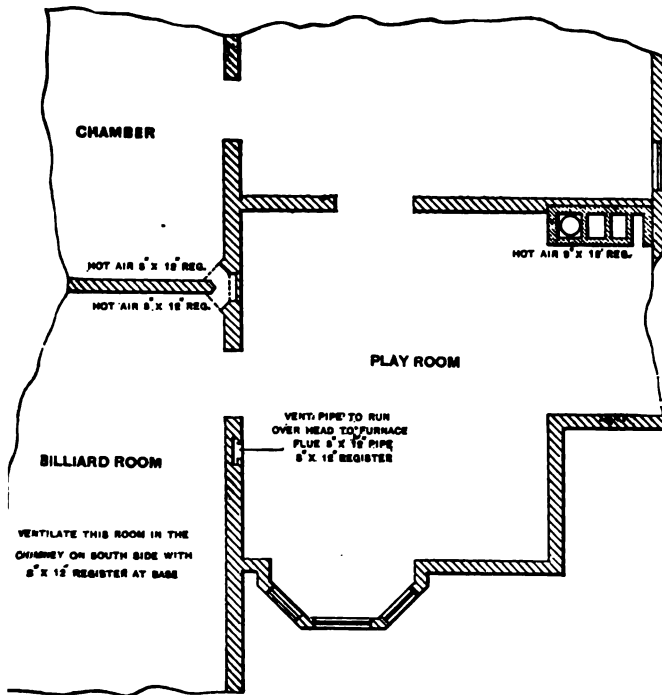 CHAMBER
HOT AIR 8" X 12" REG.
HOT AIR 8" X 12" REG.
HOT AIR 9" X 12" REG.
PLAY ROOM
VENT. PIPE TO RUN
OVER HEAD TO FURNACE
FLUE 8" X 12" PIPE
8" X 12" REGISTER
BILLIARD ROOM
VENTILATE THIS ROOM IN THE
CHIMNEY ON SOUTH SIDE WITH
8" X 12" REGISTER AT BASE